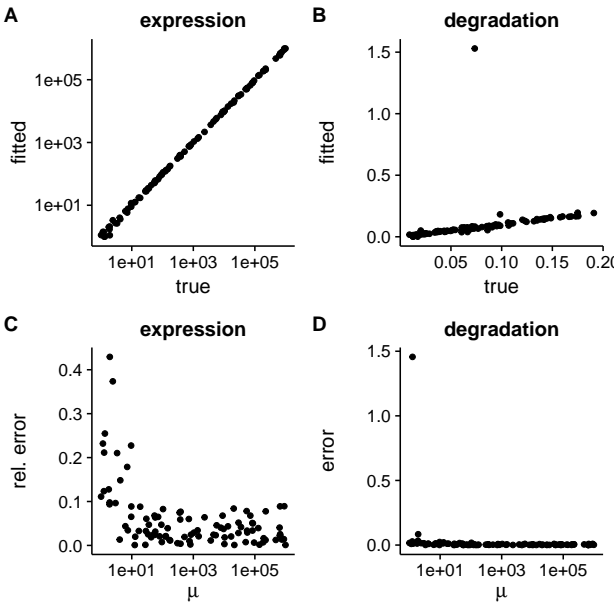 A
expression
fitted
1e+05
1e+03
1e+01
1e+01
1e+03
1e+05
true
B
degradation
fitted
1.5
1.0
0.5
0.0
0.05
0.10
0.15
0.20
true
C
expression
rel. error
0.4
0.3
0.2
0.1
0.0
1e+01
1e+03
1e+05
μ
D
degradation
error
1.5
1.0
0.5
0.0
1e+01
1e+03
1e+05
μ